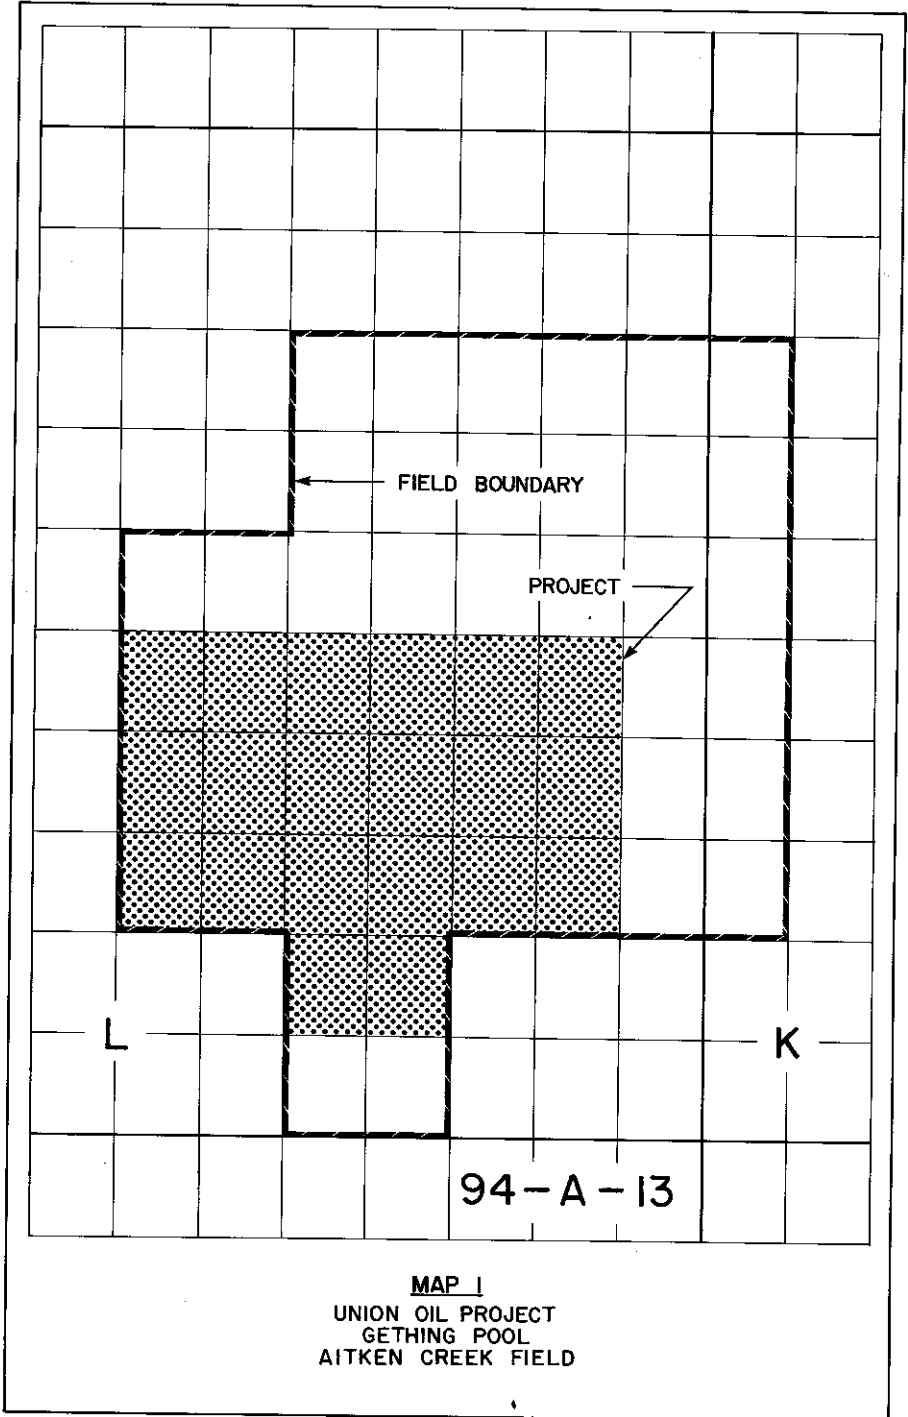 FIELD BOUNDARY
PROJECT
L
K
94-A-13
MAP 1
UNION OIL PROJECT
GETHING POOL
AITKEN CREEK FIELD